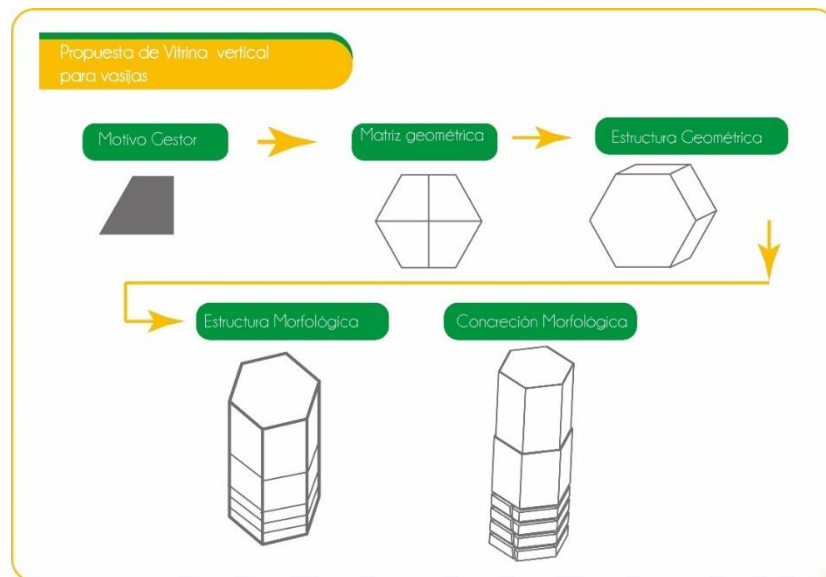 Propuesta de Vitrina vertical
para vasijas
Motivo Gestor
Matriz geométrica
Estructura Geométrica
Estructura Morfológica
Concreción Morfológica